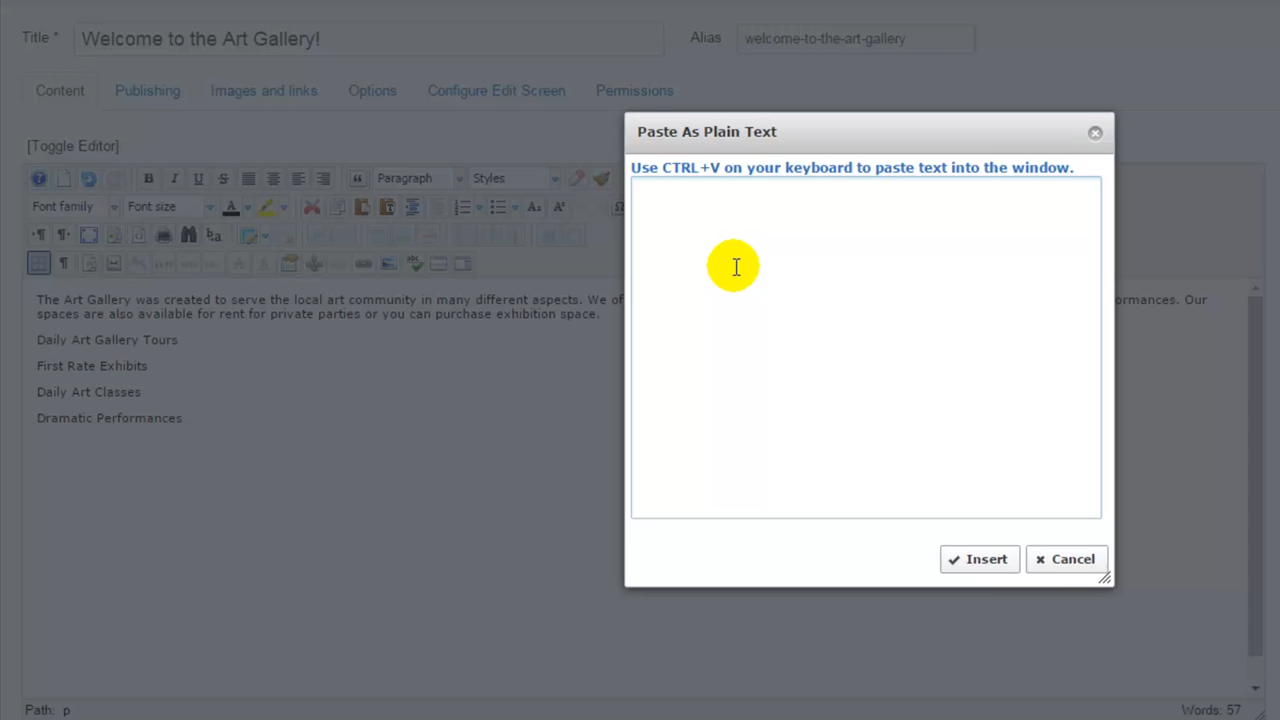 Title * Welcome to the Art Gallery! Alias welcome-to-the-art-gallery
Content Publishing Images and links Options Configure Edit Screen Permissions
[Toggle Editor]
Paragraph Styles
Font family Font size
The Art Gallery was created to serve the local art community in many different aspects. We of
formances. Our
spaces are also available for rent for private parties or you can purchase exhibition space.
Daily Art Gallery Tours
First Rate Exhibits
Daily Art Classes
Dramatic Performances
Path: p
Words: 57
Paste As Plain Text
Use CTRL+V on your keyboard to paste text into the window.
Insert Cancel